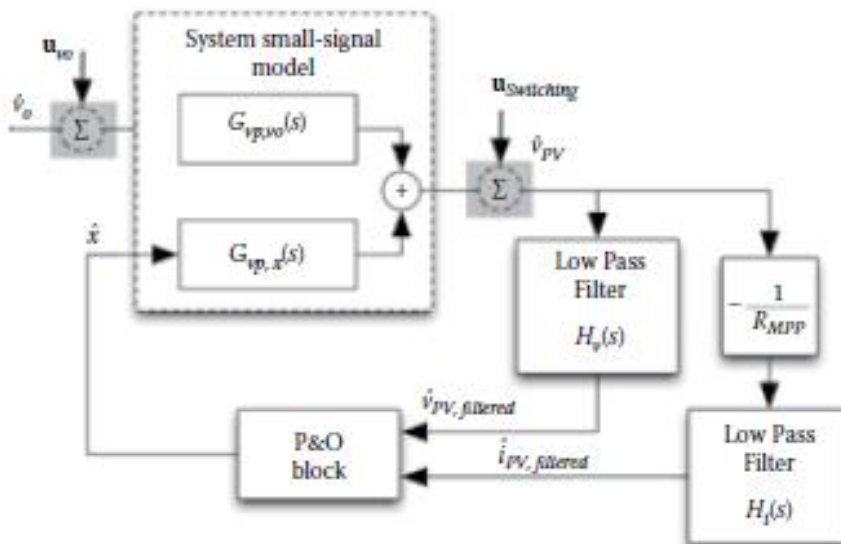 System small-signal
model
u_vo
v̂_o
Σ
G_vp,vo(s)
+
G_vp,x(s)
x̂
u_Switching
v̂_PV
Σ
Low Pass
Filter
H_v(s)
− 1
R_MPP
v̂_PV, filtered
î_PV, filtered
P&O
block
Low Pass
Filter
H_I(s)